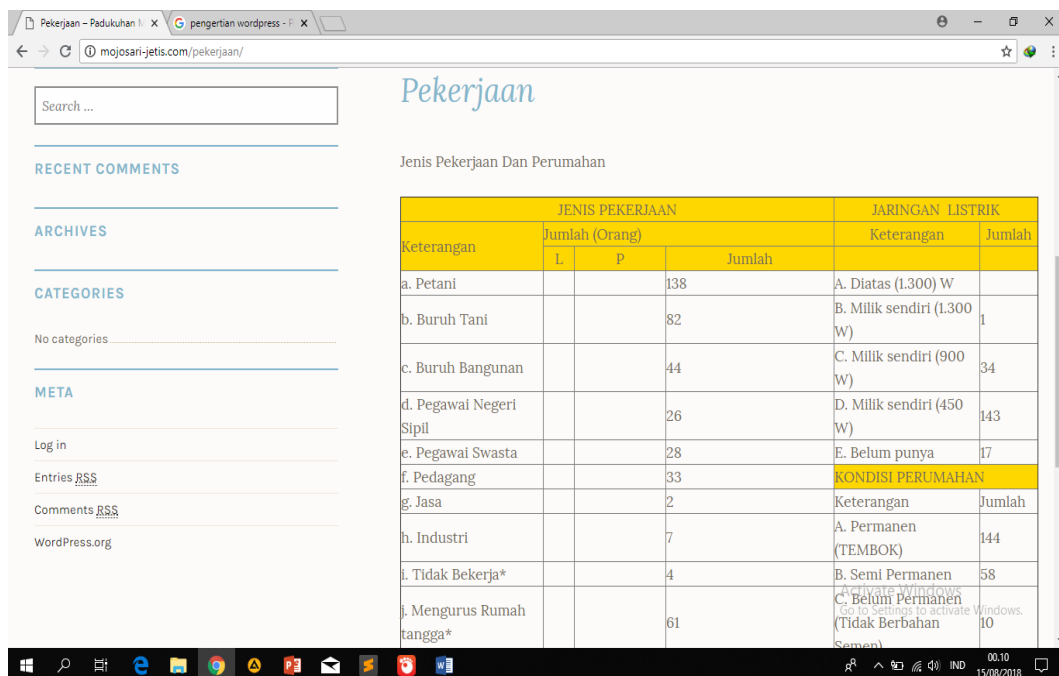 Pekerjaan – Padukuhan M
pengertian wordpress - P
mojosari-jetis.com/pekerjaan/
Search ...
RECENT COMMENTS
ARCHIVES
CATEGORIES
No categories
META
Log in
Entries RSS
Comments RSS
WordPress.org
Pekerjaan
Jenis Pekerjaan Dan Perumahan
JENIS PEKERJAAN JARINGAN LISTRIK
Keterangan Jumlah (Orang) Keterangan Jumlah
L P Jumlah
a. Petani 138 A. Diatas (1.300) W
b. Buruh Tani 82 B. Milik sendiri (1.300 W) 1
c. Buruh Bangunan 44 C. Milik sendiri (900 W) 34
d. Pegawai Negeri Sipil 26 D. Milik sendiri (450 W) 143
e. Pegawai Swasta 28 E. Belum punya 17
f. Pedagang 33 KONDISI PERUMAHAN
g. Jasa 2 Keterangan Jumlah
h. Industri 7 A. Permanen (TEMBOK) 144
i. Tidak Bekerja* 4 B. Semi Permanen 58
j. Mengurus Rumah tangga* 61 C. Belum Permanen (Tidak Berbahan Semen) 10
Activate Windows
Go to Settings to activate Windows.
IND
00.10
15/08/2018